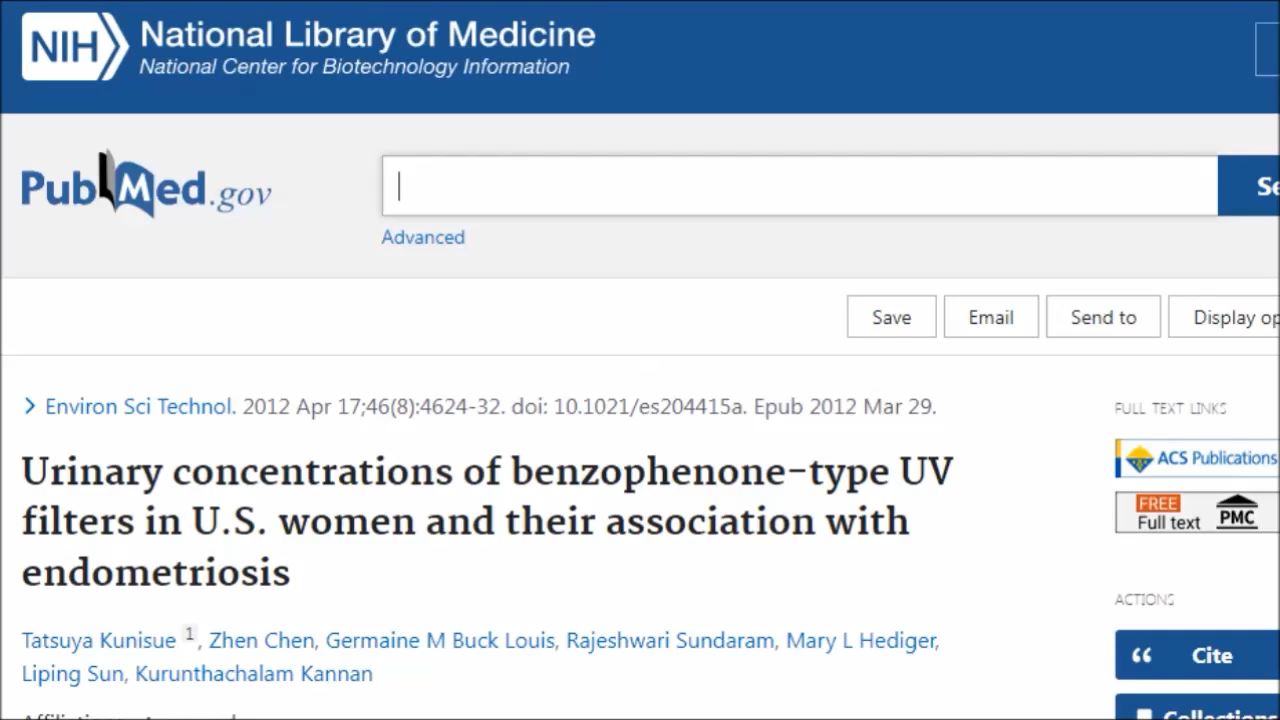 NIH National Library of Medicine
National Center for Biotechnology Information
PubMed.gov
Advanced
Save Email Send to Display
Environ Sci Technol. 2012 Apr 17;46(8):4624-32. doi: 10.1021/es204415a. Epub 2012 Mar 29.
Urinary concentrations of benzophenone-type UV
filters in U.S. women and their association with
endometriosis
Tatsuya Kunisue 1, Zhen Chen, Germaine M Buck Louis, Rajeshwari Sundaram, Mary L Hediger,
Liping Sun, Kurunthachalam Kannan
FULL TEXT LINKS
ACS Publications
FREE
Full text PMC
ACTIONS
Cite